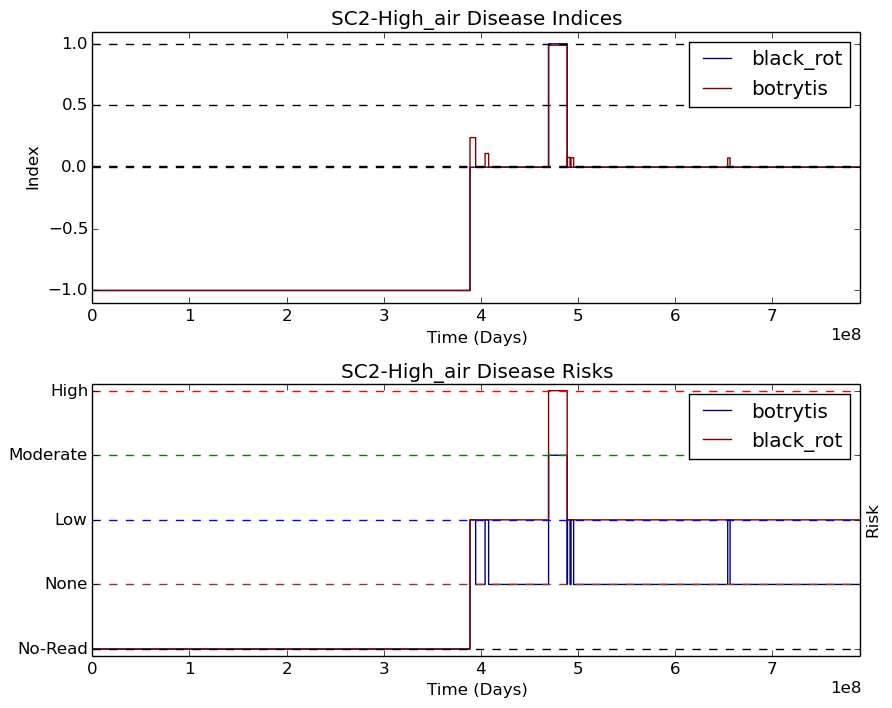 SC2-High_air Disease Indices
1.0
0.5
0.0
−0.5
−1.0
Index
black_rot
botrytis
0 1 2 3 4 5 6 7
1e8
Time (Days)
SC2-High_air Disease Risks
High
Moderate
Low
None
No-Read
botrytis
black_rot
Risk
0 1 2 3 4 5 6 7
1e8
Time (Days)